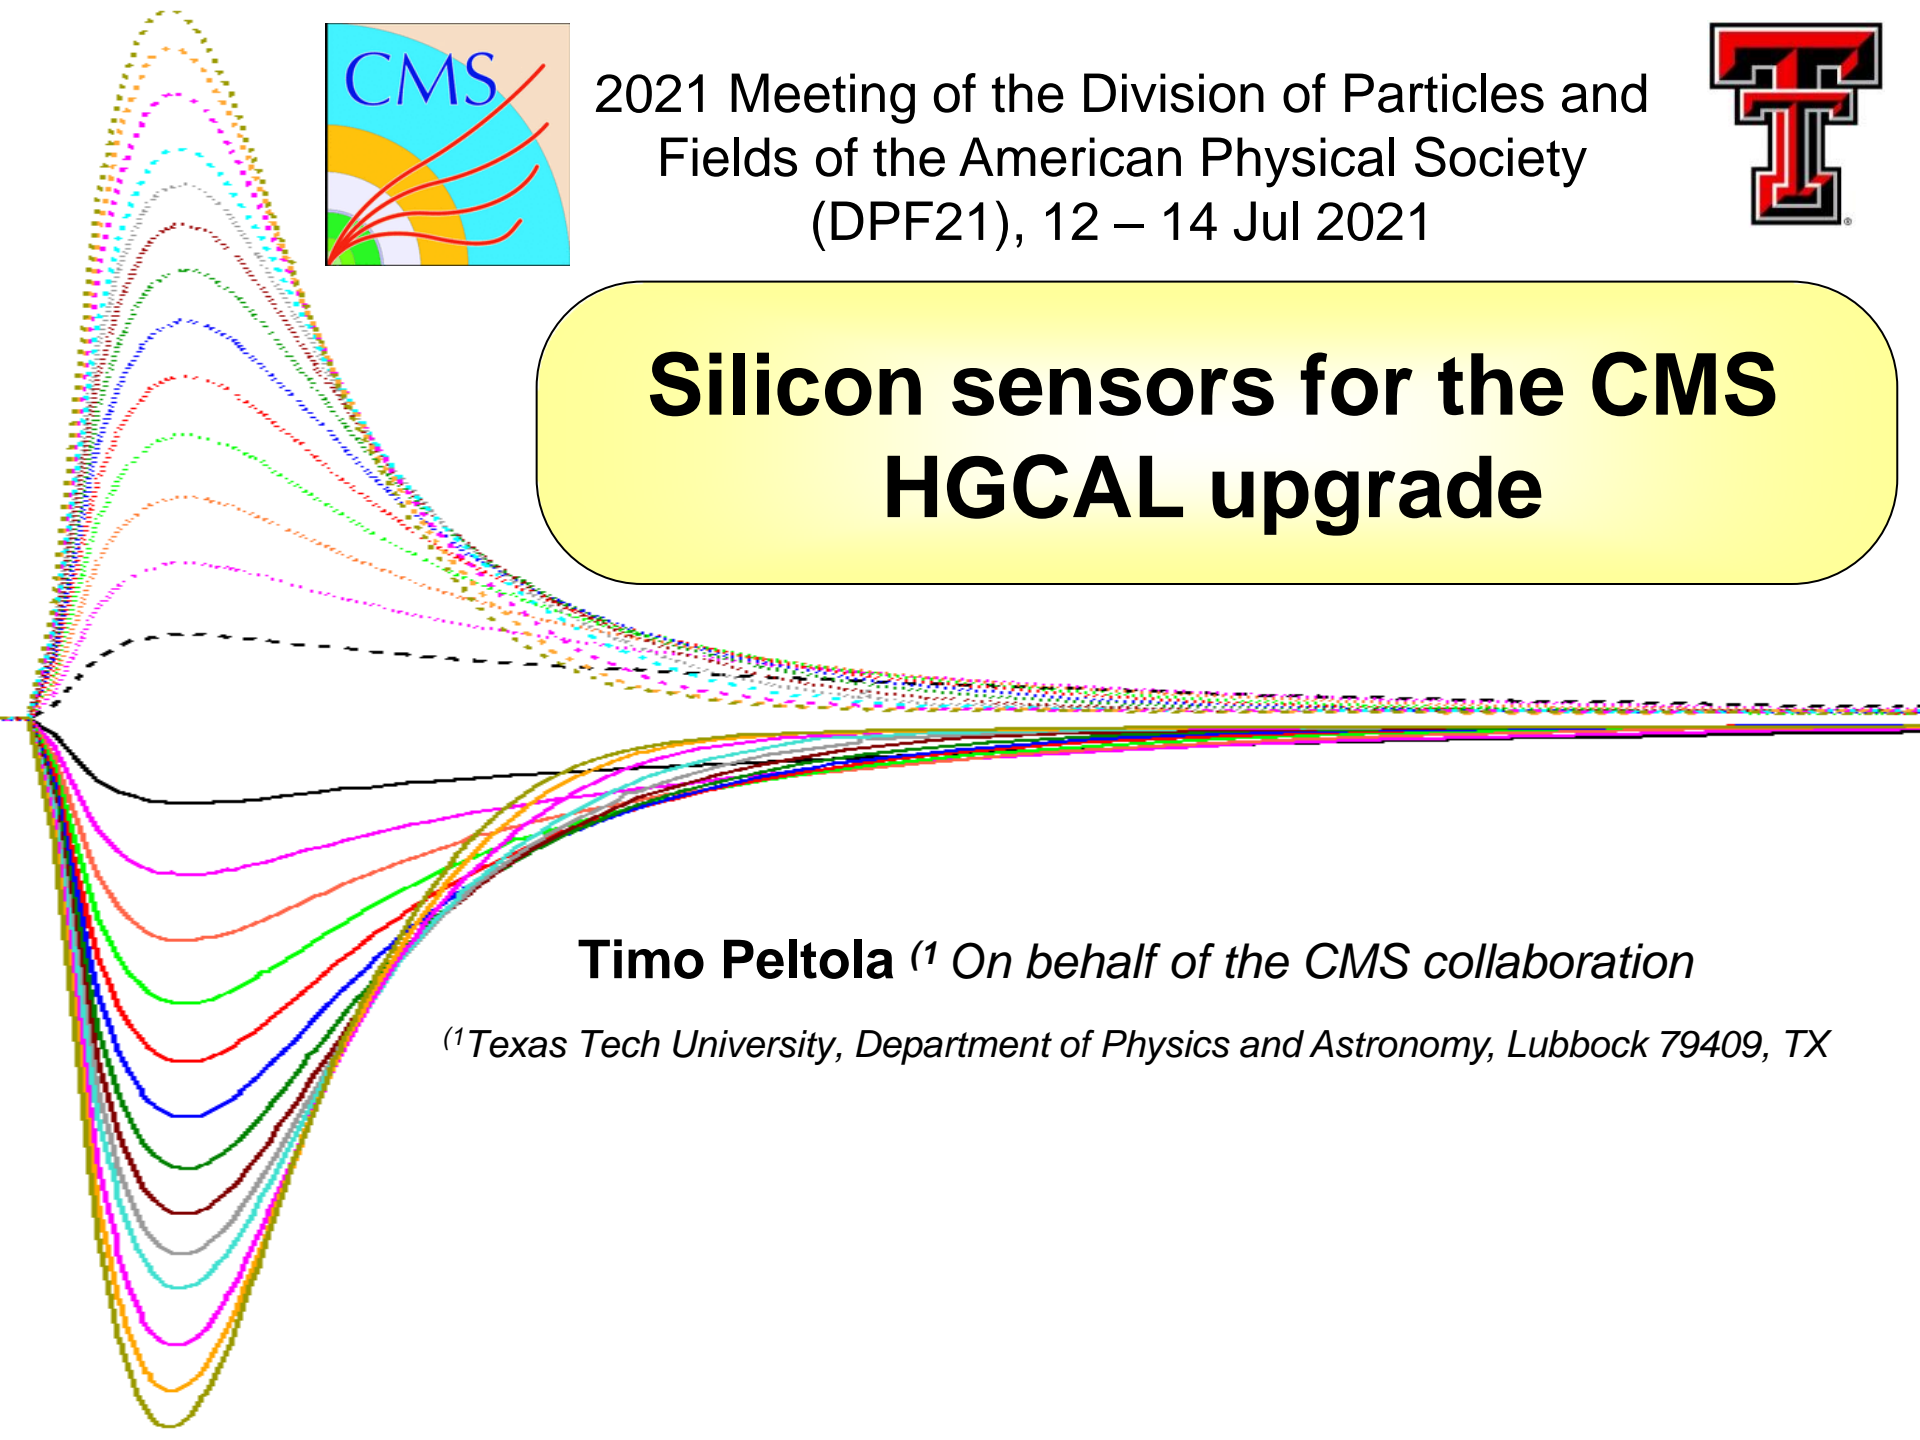 CMS
2021 Meeting of the Division of Particles and
Fields of the American Physical Society
(DPF21), 12 – 14 Jul 2021
Silicon sensors for the CMS
HGCAL upgrade
Timo Peltola (1 On behalf of the CMS collaboration
(1 Texas Tech University, Department of Physics and Astronomy, Lubbock 79409, TX